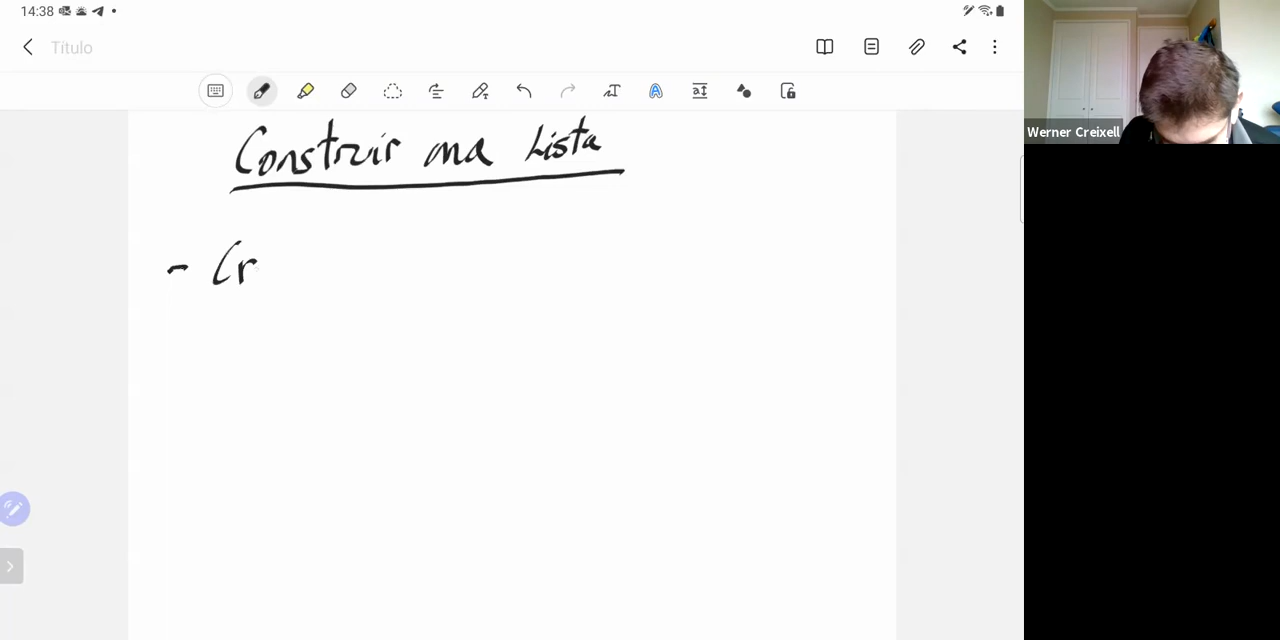 14:38
Título
Werner Creixell
Construir una Lista
- Cr